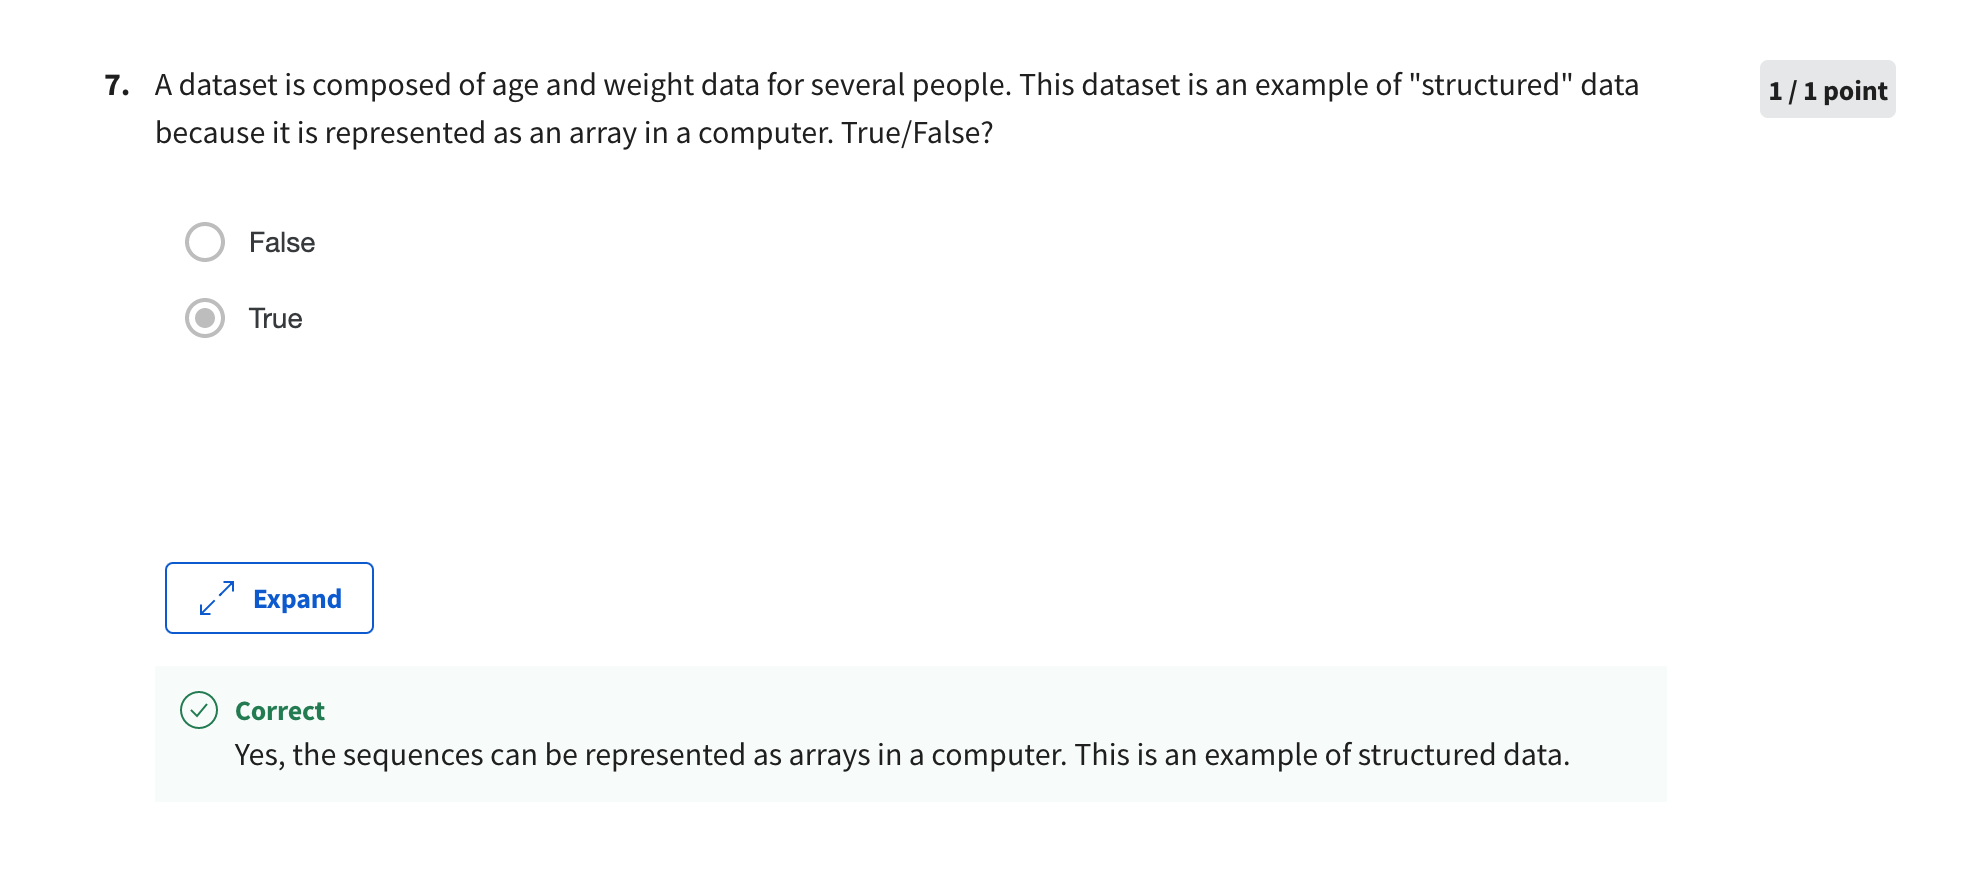 7. A dataset is composed of age and weight data for several people. This dataset is an example of "structured" data
because it is represented as an array in a computer. True/False?
1 / 1 point
False
True
Expand
Correct
Yes, the sequences can be represented as arrays in a computer. This is an example of structured data.